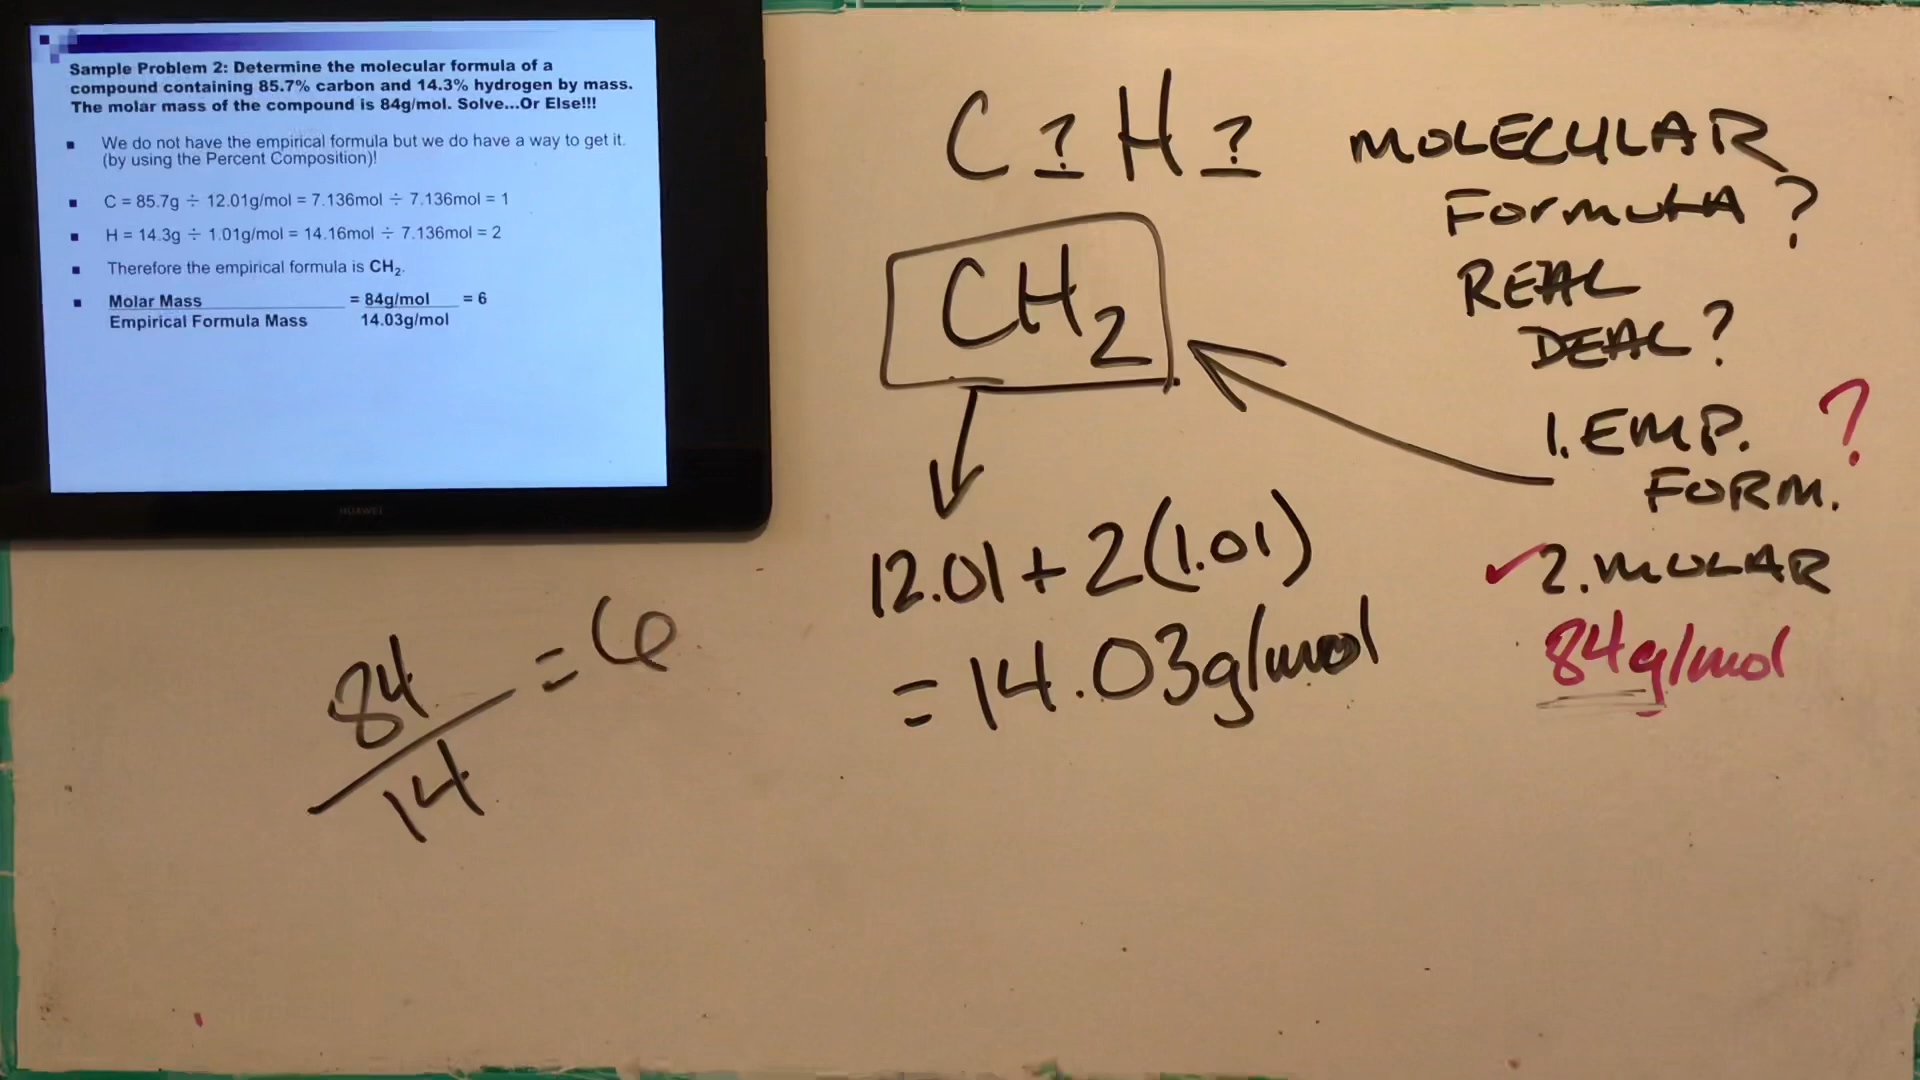 Sample Problem 2: Determine the molecular formula of a
compound containing 85.7% carbon and 14.3% hydrogen by mass.
The molar mass of the compound is 84g/mol. Solve...Or Else!!!
We do not have the empirical formula but we do have a way to get it.
(by using the Percent Composition)!
C = 85.7g ÷ 12.01g/mol = 7.136mol ÷ 7.136mol = 1
H = 14.3g ÷ 1.01g/mol = 14.16mol ÷ 7.136mol = 2
Therefore the empirical formula is CH₂.
Molar Mass = 84g/mol = 6
Empirical Formula Mass 14.03g/mol
HUAWEI
C ? H ?
CH₂
12.01 + 2(1.01)
= 14.03g/mol
84 = 6
14
MOLECULAR
FORMULA?
REAL
DEAL?
1. EMP. ?
FORM.
✓2. MOLAR
84g/mol